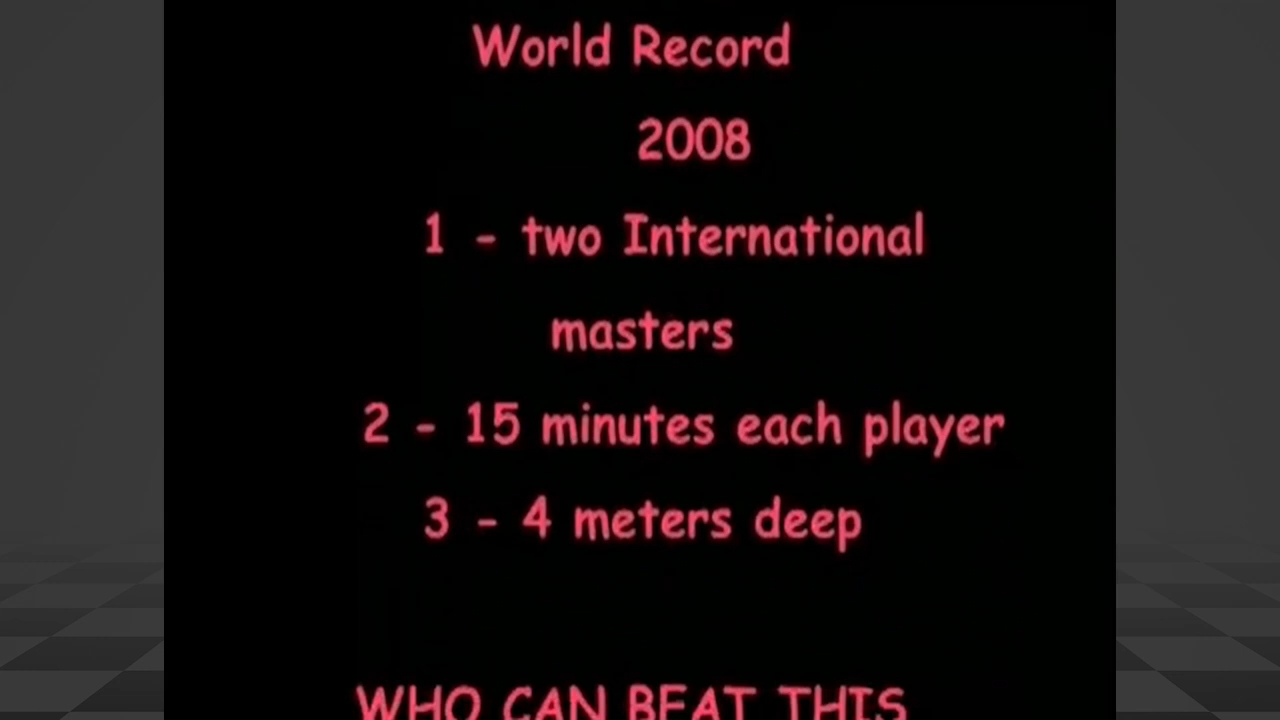 World Record
2008
1 - two International
masters
2 - 15 minutes each player
3 - 4 meters deep
WHO CAN BEAT THIS